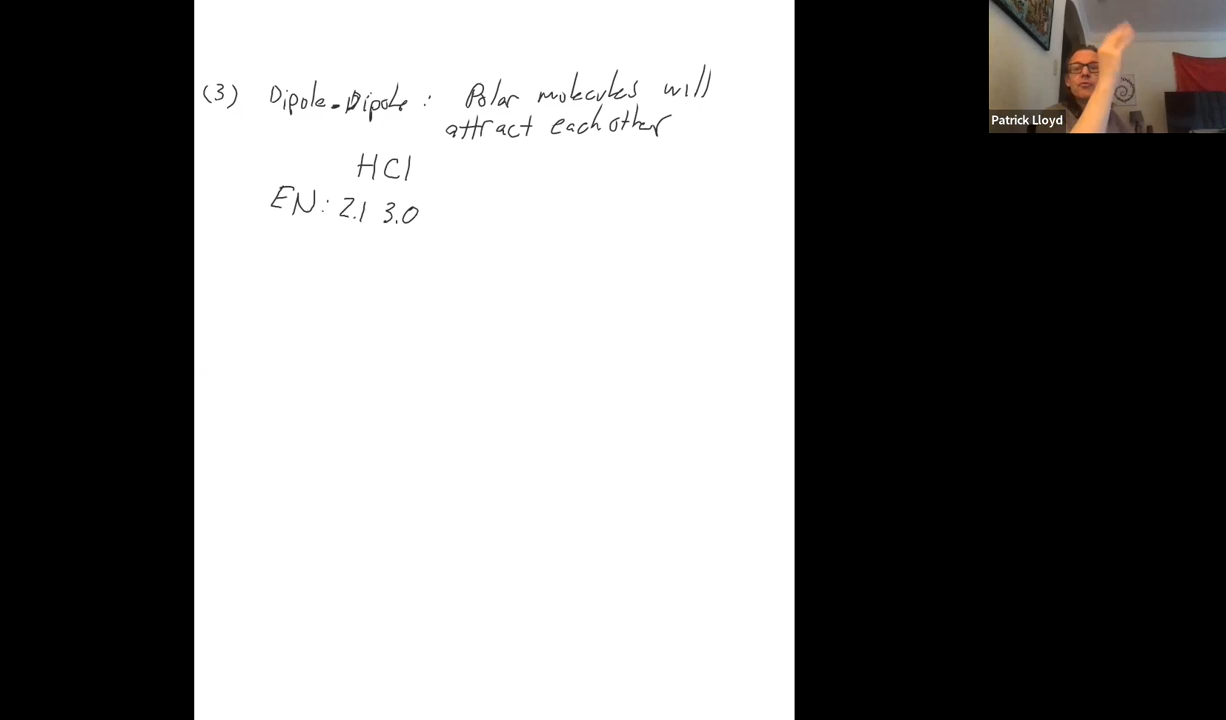 (3) Dipole-Dipole : Polar molecules will
attract each other
HCl
EN: 2.1 3.0
Patrick Lloyd